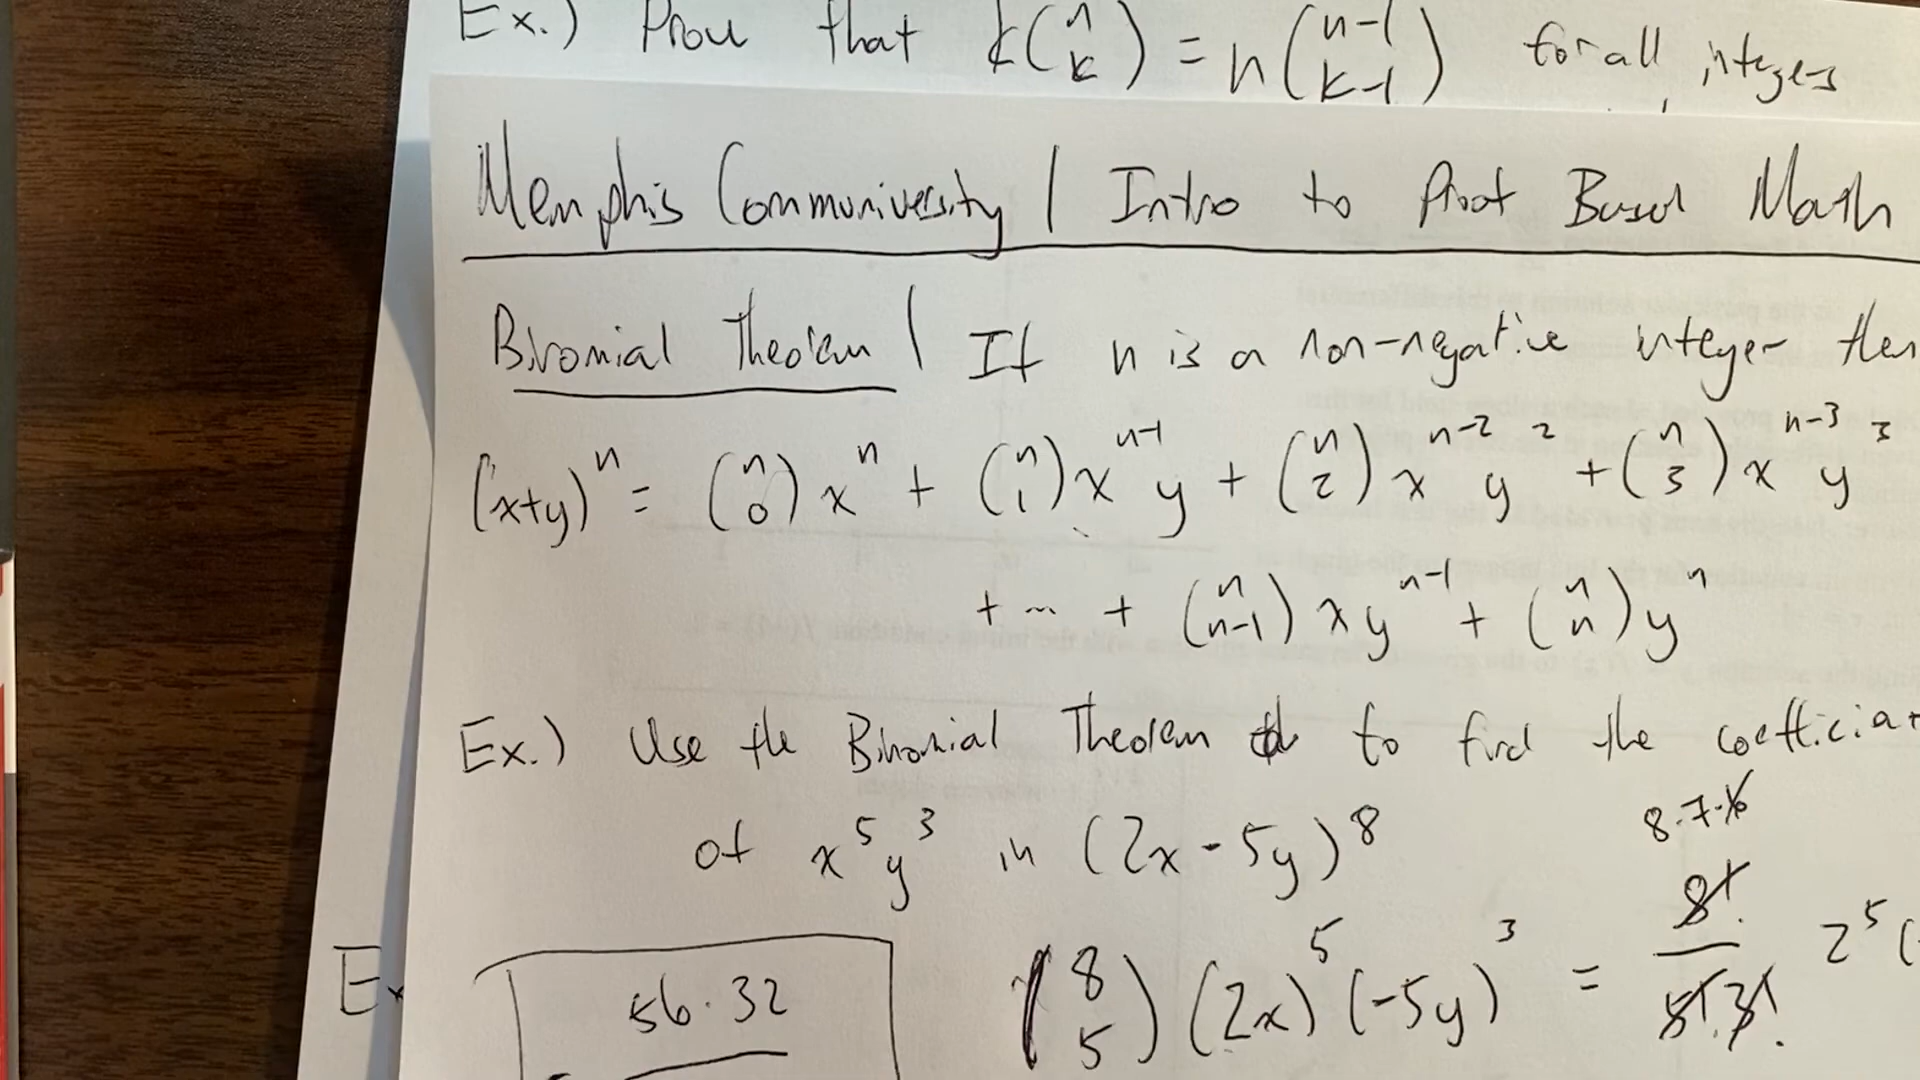 Ex.) Prove that k(n k) = n(n-1 k-1) for all integers
Memphis Communiversity | Intro to Proof Based Math
Binomial Theorem | If n is a non-negative integer then
(x+y)^n = (n 0) x^n + (n 1) x^n-1 y + (n 2) x^n-2 y^2 + (n 3) x^n-3 y^3
+ ... + (n n-1) x y^n-1 + (n n) y^n
Ex.) Use the Binomial Theorem to find the coefficient
of x^5 y^3 in (2x - 5y)^8
8·7·6
(8 5) (2x)^5 (-5y)^3 = 8!/5!3! 2^5 (
Ex
56·32